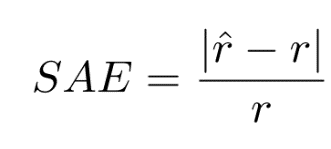 SAE = |r̂ − r| / r